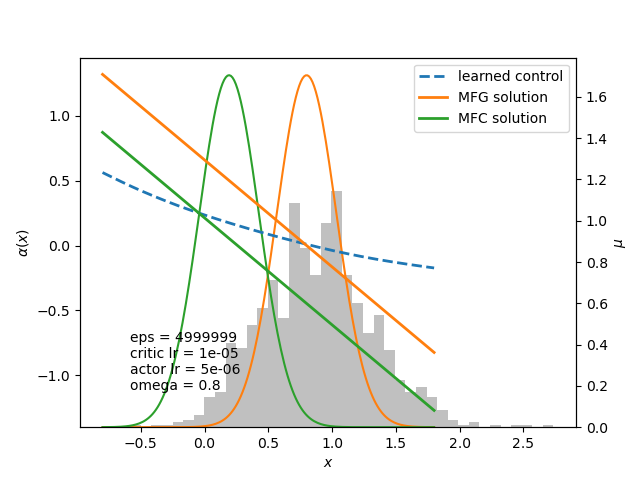 learned control
MFG solution
MFC solution
1.0
0.5
0.0
−0.5
−1.0
α(x)
1.6
1.4
1.2
1.0
0.8
0.6
0.4
0.2
0.0
μ
eps = 4999999
critic lr = 1e-05
actor lr = 5e-06
omega = 0.8
−0.5 0.0 0.5 1.0 1.5 2.0 2.5
x